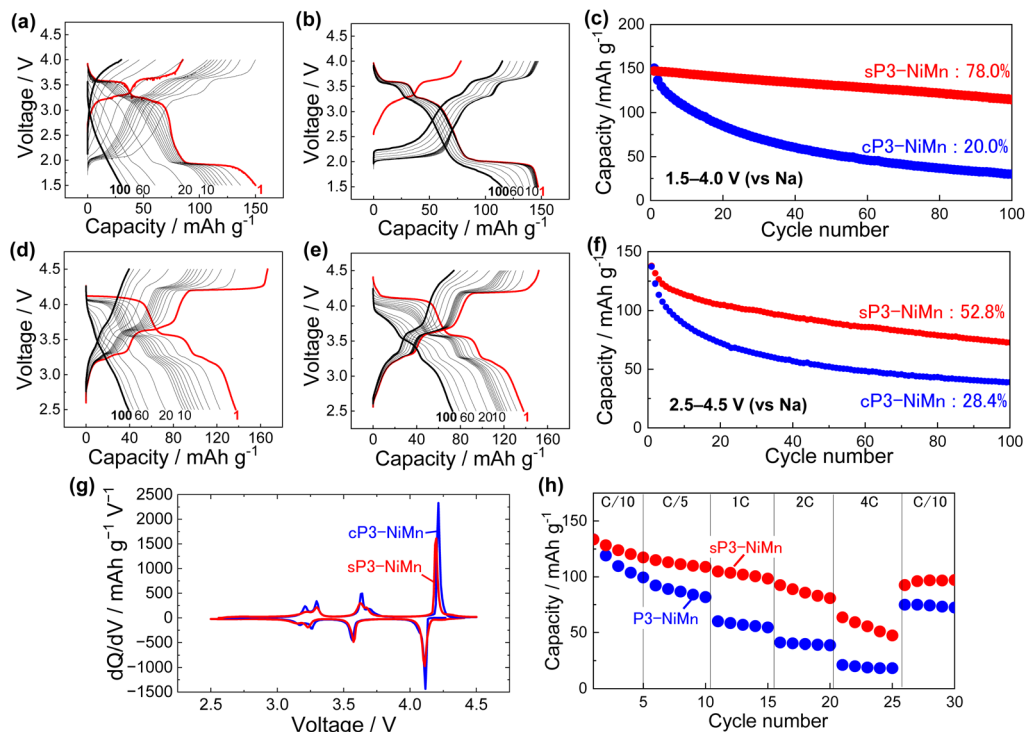 (a)
Voltage / V
4.5
4.0
3.5
3.0
2.5
2.0
1.5
100 60 20 10 1
0 50 100 150
Capacity / mAh g⁻¹
(b)
Voltage / V
4.5
4.0
3.5
3.0
2.5
2.0
1.5
100 60 10 1
0 50 100 150
Capacity / mAh g⁻¹
(c)
Capacity /mAh g⁻¹
200
150
100
50
0
sP3−NiMn : 78.0%
cP3−NiMn : 20.0%
1.5–4.0 V (vs Na)
0 20 40 60 80 100
Cycle number
(d)
Voltage / V
4.5
4.0
3.5
3.0
2.5
100 60 20 10 1
0 40 80 120 160
Capacity / mAh g⁻¹
(e)
Voltage / V
4.5
4.0
3.5
3.0
2.5
100 60 20 10 1
0 40 80 120 160
Capacity / mAh g⁻¹
(f)
Capacity / mAh g⁻¹
150
100
50
0
sP3−NiMn : 52.8%
cP3−NiMn : 28.4%
2.5–4.5 V (vs Na)
0 20 40 60 80 100
Cycle number
(g)
dQ/dV / mAh g⁻¹ V⁻¹
2500
2000
1500
1000
500
0
−500
−1000
−1500
cP3−NiMn
sP3−NiMn
2.5 3.0 3.5 4.0 4.5
Voltage / V
(h)
Capacity / mAh g⁻¹
150
100
50
0
C/10 C/5 1C 2C 4C C/10
sP3−NiMn
P3−NiMn
5 10 15 20 25 30
Cycle number